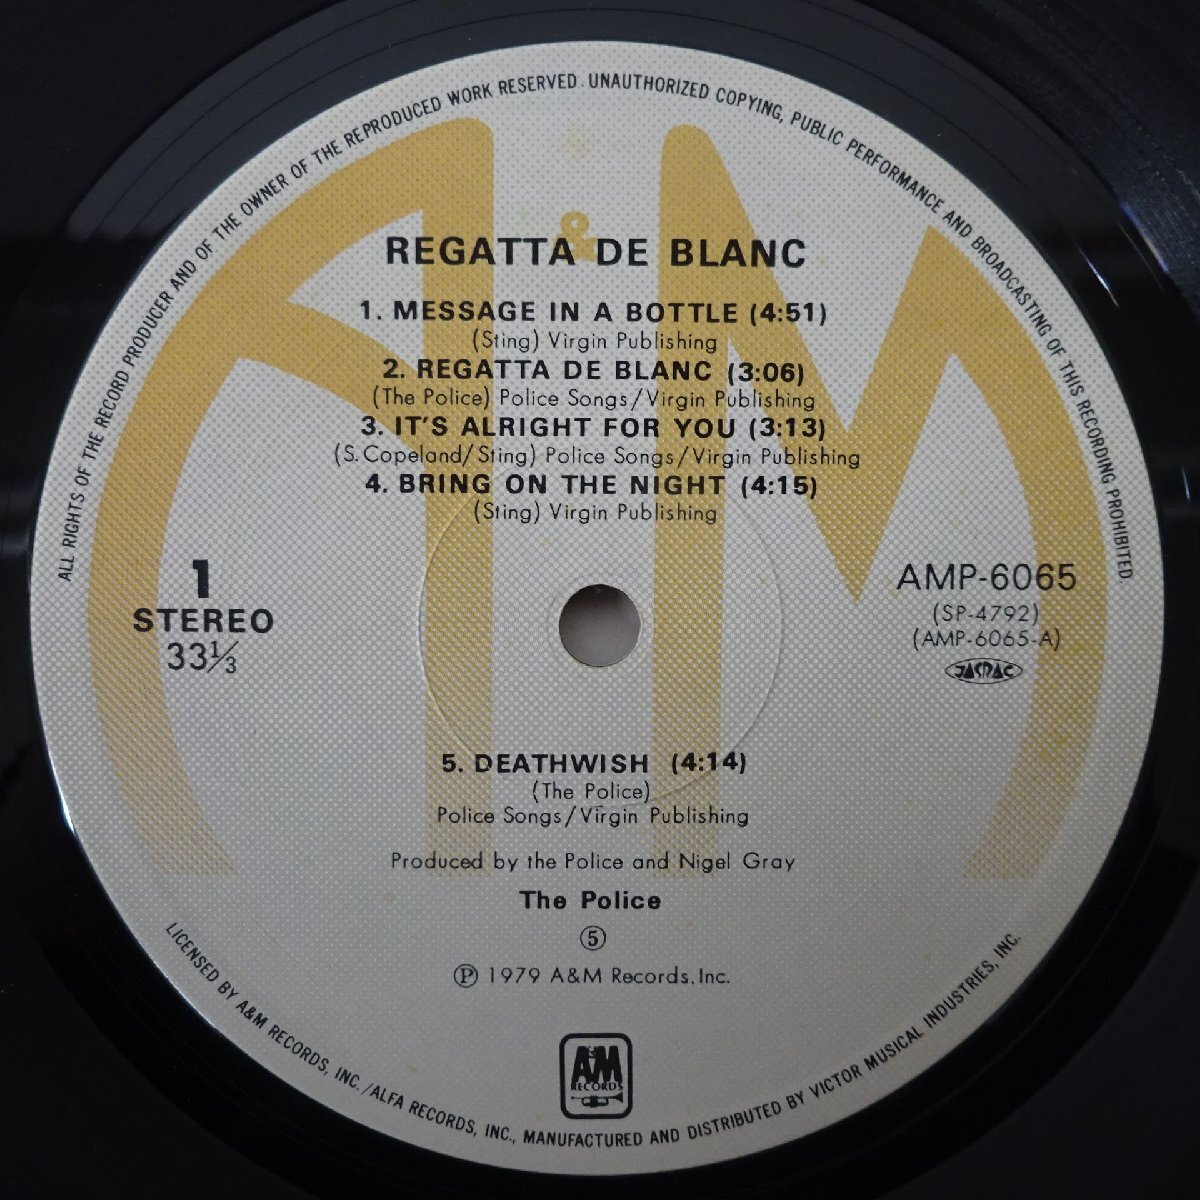 ALL RIGHTS OF THE RECORD PRODUCER AND OF THE OWNER OF THE REPRODUCED WORK RESERVED. UNAUTHORIZED COPYING, PUBLIC PERFORMANCE AND BROADCASTING OF THIS RECORDING PROHIBITED.
A&M
REGATTA DE BLANC
1. MESSAGE IN A BOTTLE (4:51)
(Sting) Virgin Publishing
2. REGATTA DE BLANC (3:06)
(The Police) Police Songs/Virgin Publishing
3. IT'S ALRIGHT FOR YOU (3:13)
(S. Copeland/Sting) Police Songs/Virgin Publishing
4. BRING ON THE NIGHT (4:15)
(Sting) Virgin Publishing
1
STEREO
33⅓
AMP-6065
(SP-4792)
(AMP-6065-A)
JASRAC
5. DEATHWISH (4:14)
(The Police)
Police Songs/Virgin Publishing
Produced by the Police and Nigel Gray
The Police
⑤
℗ 1979 A&M Records, Inc.
A&M
RECORDS
LICENSED BY A&M RECORDS, INC./ALFA RECORDS, INC., MANUFACTURED AND DISTRIBUTED BY VICTOR MUSICAL INDUSTRIES, INC.